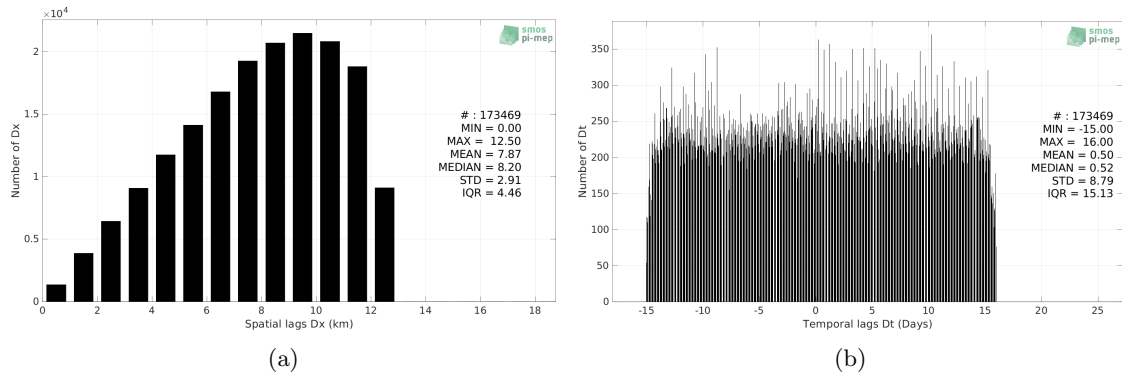 ×10⁴
2
1.5
1
0.5
0
Number of Dx
0 2 4 6 8 10 12 14 16 18
Spatial lags Dx (km)
smos
pi-mep
# : 173469
MIN = 0.00
MAX = 12.50
MEAN = 7.87
MEDIAN = 8.20
STD = 2.91
IQR = 4.46
(a)
350
300
250
200
150
100
50
0
Number of Dt
-15 -10 -5 0 5 10 15 20 25
Temporal lags Dt (Days)
smos
pi-mep
# : 173469
MIN = -15.00
MAX = 16.00
MEAN = 0.50
MEDIAN = 0.52
STD = 8.79
IQR = 15.13
(b)